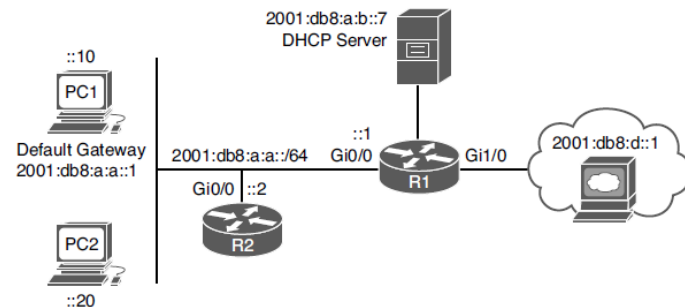 2001:db8:a:b::7
DHCP Server
::10
PC1
Default Gateway
2001:db8:a:a::1
2001:db8:a:a::/64
::1
Gi0/0
R1
Gi1/0
2001:db8:d::1
Gi0/0
::2
R2
PC2
::20